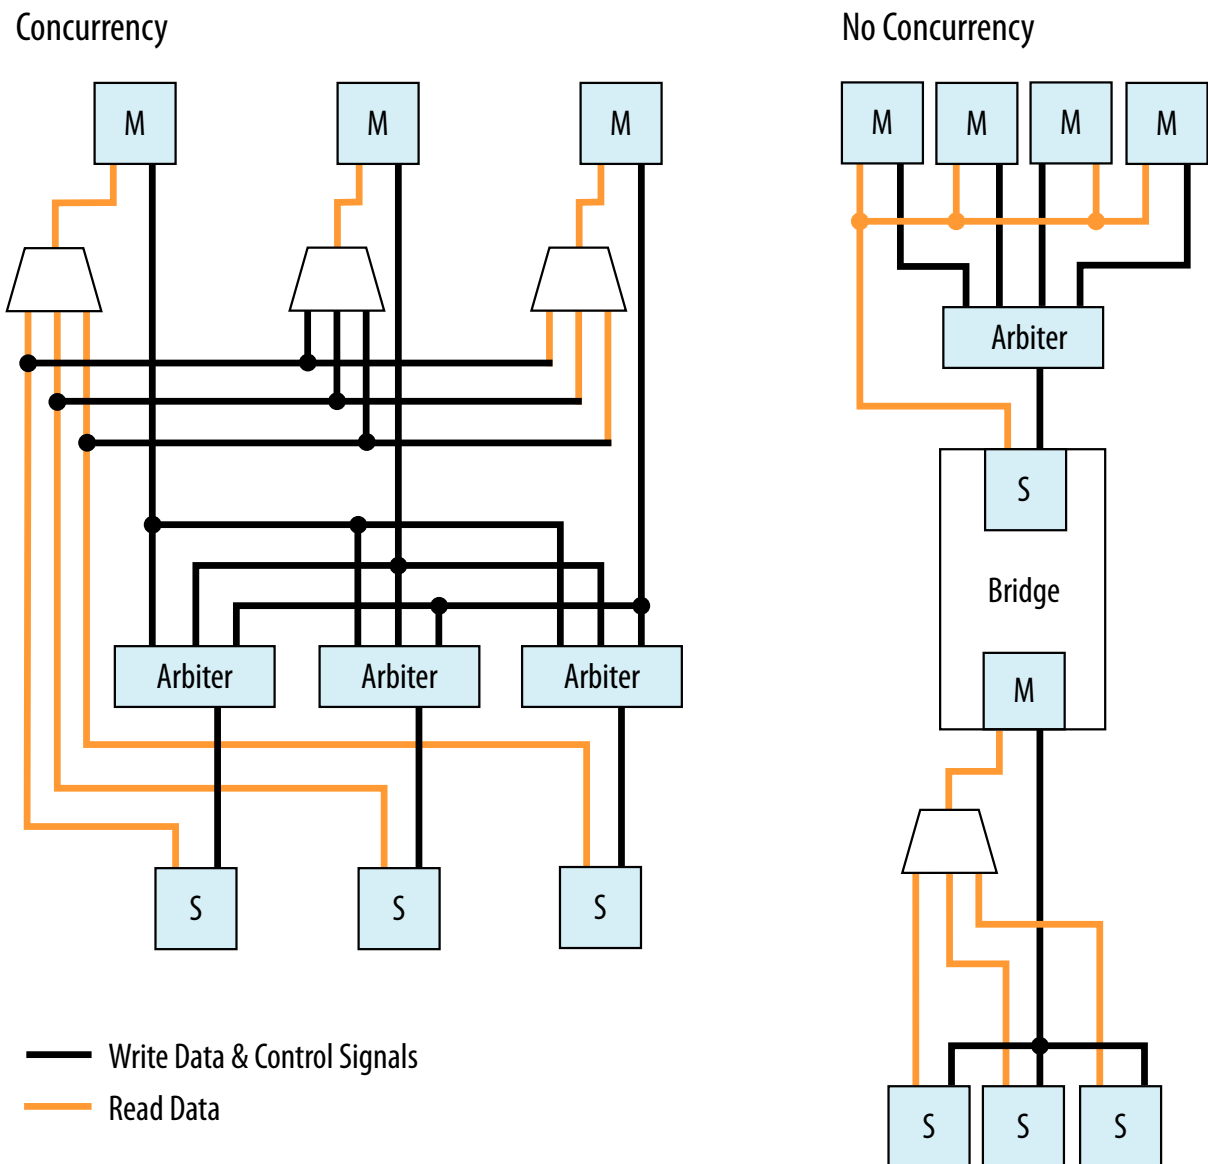 Concurrency
M
M
M
Arbiter
Arbiter
Arbiter
S
S
S
Write Data & Control Signals
Read Data
No Concurrency
M
M
M
M
Arbiter
S
Bridge
M
S
S
S